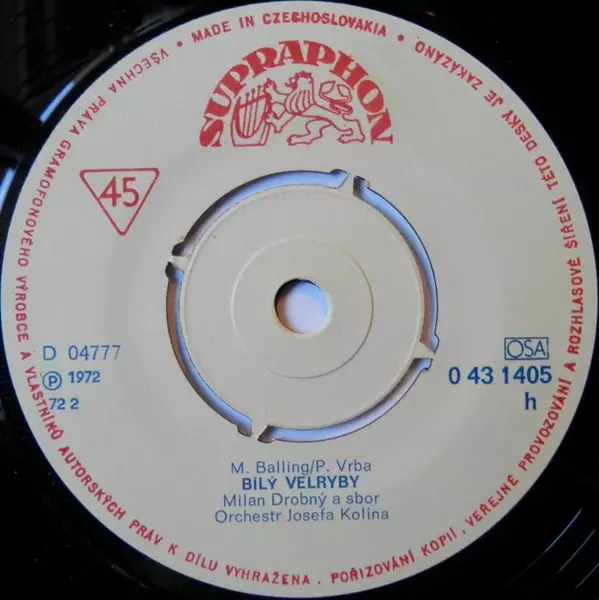 VŠECHNA PRÁVA GRAMOFONOVÉHO VÝROBCE A VLASTNÍKŮ AUTORSKÝCH PRÁV K DÍLU VYHRAŽENA. POŘIZOVÁNÍ KOPIÍ, VEŘEJNÉ PROVOZOVÁNÍ A ROZHLASOVÉ ŠÍŘENÍ TÉTO DESKY JE ZAKÁZÁNO
• MADE IN CZECHOSLOVAKIA •
SUPRAPHON
45
D 04777
OSA
℗ 1972
0 43 1405
72 2
h
M. Balling/P. Vrba
BÍLÝ VELRYBY
Milan Drobný a sbor
Orchestr Josefa Kolína